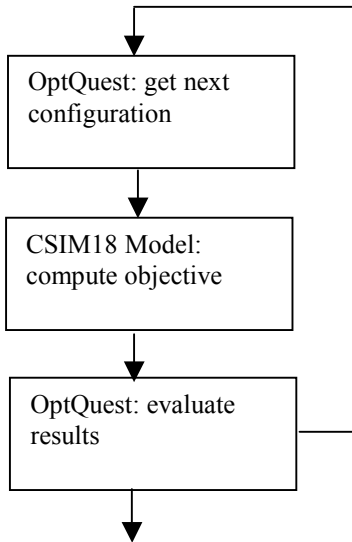 OptQuest: get next
configuration
CSIM18 Model:
compute objective
OptQuest: evaluate
results